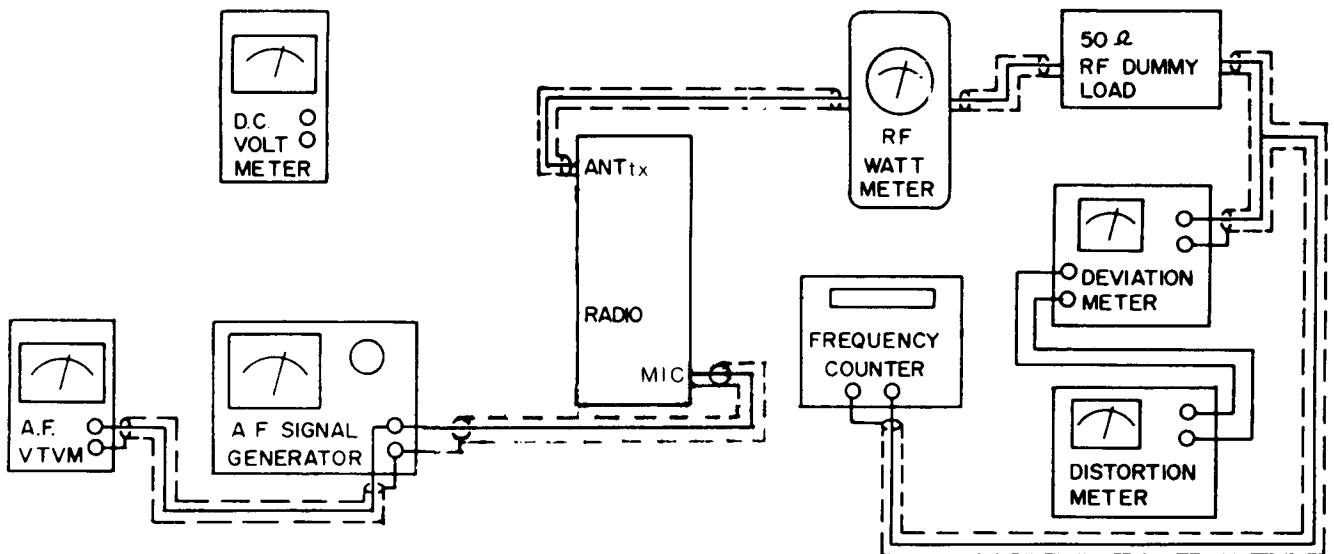 D.C.
VOLT
METER
ANTtx
RADIO
MIC
RF
WATT
METER
50 Ω
RF DUMMY
LOAD
DEVIATION
METER
FREQUENCY
COUNTER
A.F.
VTVM
A F SIGNAL
GENERATOR
DISTORTION
METER